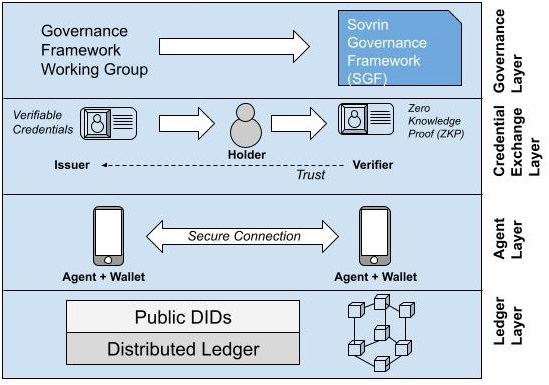 Governance
Framework
Working Group
Sovrin
Governance
Framework
(SGF)
Governance
Layer
Verifiable
Credentials
Holder
Zero
Knowledge
Proof (ZKP)
Issuer
Trust
Verifier
Credential
Exchange
Layer
Secure Connection
Agent + Wallet
Agent + Wallet
Agent
Layer
Public DIDs
Distributed Ledger
Ledger
Layer